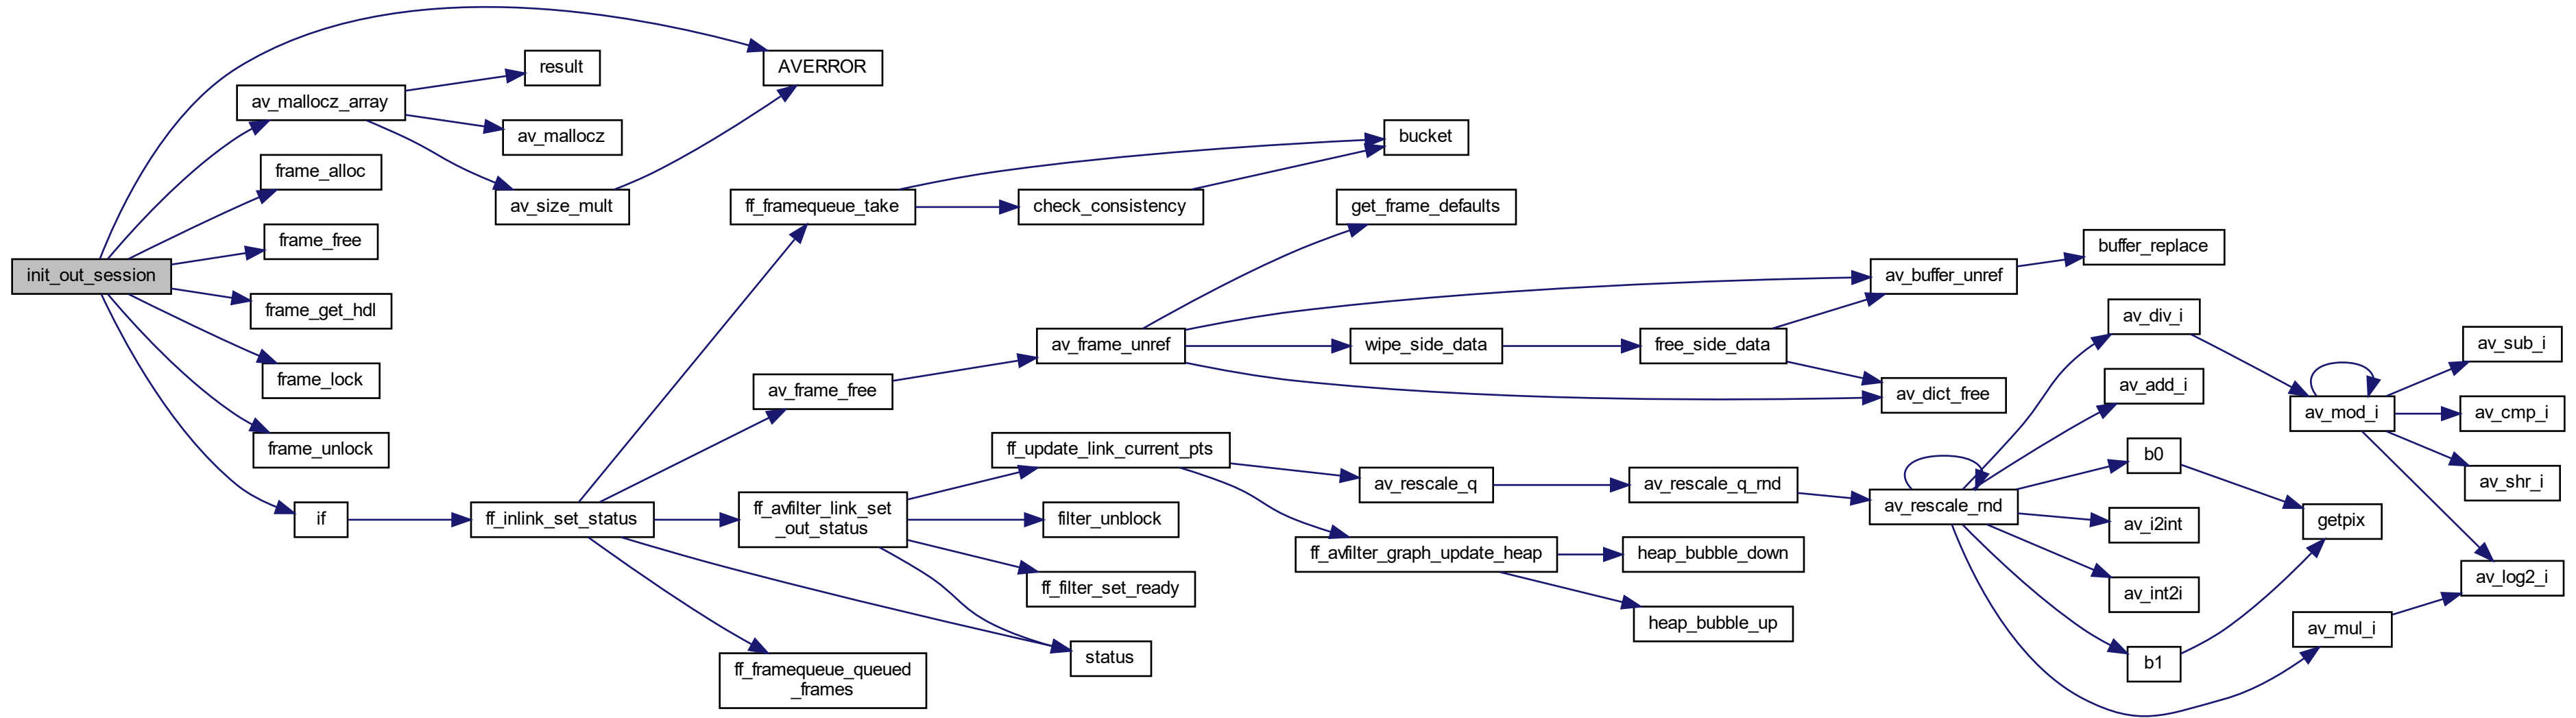 init_out_session
AVERROR
av_mallocz_array
result
av_mallocz
av_size_mult
frame_alloc
frame_free
frame_get_hdl
frame_lock
frame_unlock
if
ff_inlink_set_status
ff_framequeue_take
bucket
check_consistency
av_frame_free
av_frame_unref
get_frame_defaults
av_buffer_unref
buffer_replace
wipe_side_data
free_side_data
av_dict_free
ff_avfilter_link_set
_out_status
ff_update_link_current_pts
filter_unblock
ff_filter_set_ready
status
ff_framequeue_queued
_frames
av_rescale_q
av_rescale_q_rnd
ff_avfilter_graph_update_heap
heap_bubble_down
heap_bubble_up
av_rescale_rnd
av_div_i
av_add_i
b0
av_i2int
av_int2i
b1
av_mod_i
getpix
av_mul_i
av_sub_i
av_cmp_i
av_shr_i
av_log2_i